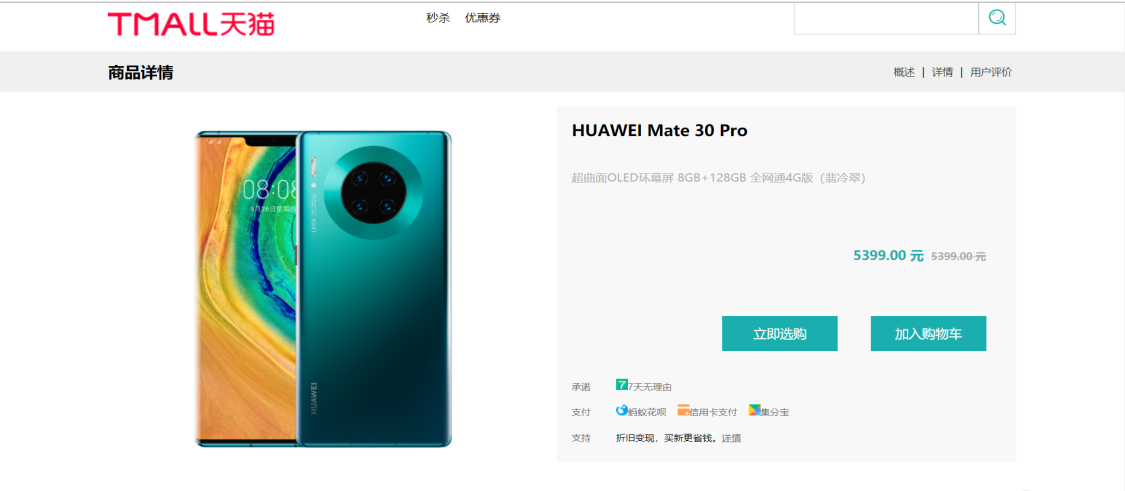 TMALL天猫
秒杀 优惠券
商品详情
概述 | 详情 | 用户评价
HUAWEI Mate 30 Pro
超曲面OLED环幕屏 8GB+128GB 全网通4G版（翡冷翠）
5399.00 元 5399.00 元
立即选购 加入购物车
承诺 7天无理由
支付 蚂蚁花呗 信用卡支付 集分宝
支持 折旧变现，买新更省钱。详值
08:08
HUAWEI